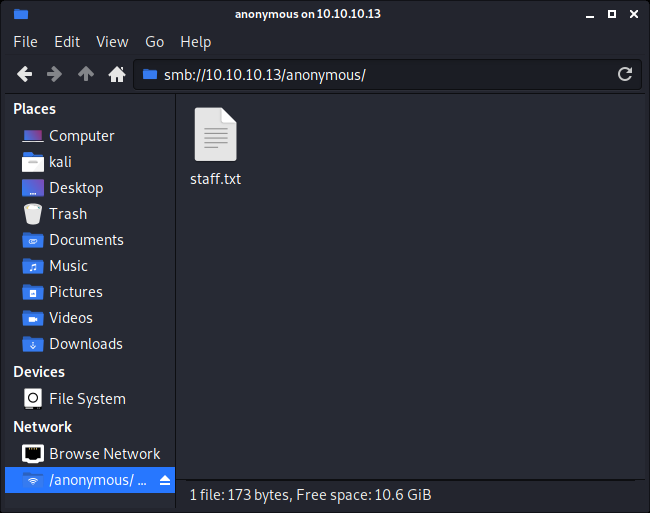 anonymous on 10.10.10.13
File Edit View Go Help
smb://10.10.10.13/anonymous/
Places
Computer
kali
Desktop
Trash
Documents
Music
Pictures
Videos
Downloads
Devices
File System
Network
Browse Network
/anonymous/ ...
staff.txt
1 file: 173 bytes, Free space: 10.6 GiB